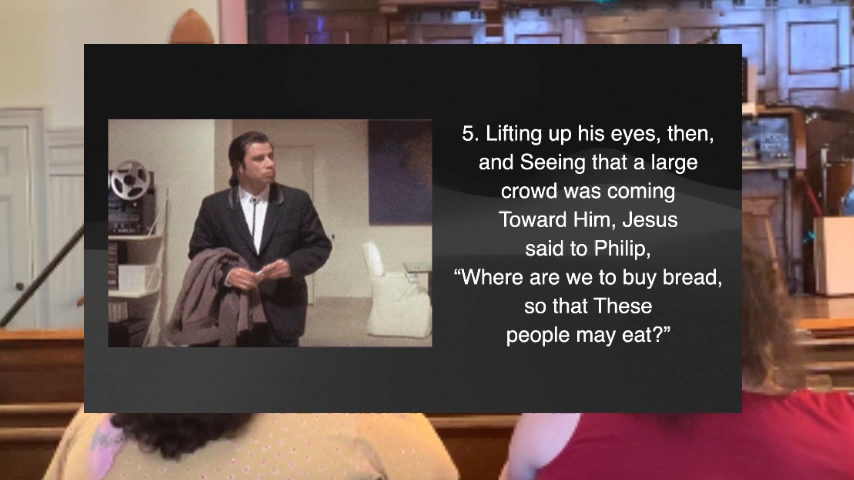 5. Lifting up his eyes, then,
and Seeing that a large
crowd was coming
Toward Him, Jesus
said to Philip,
“Where are we to buy bread,
so that These
people may eat?”